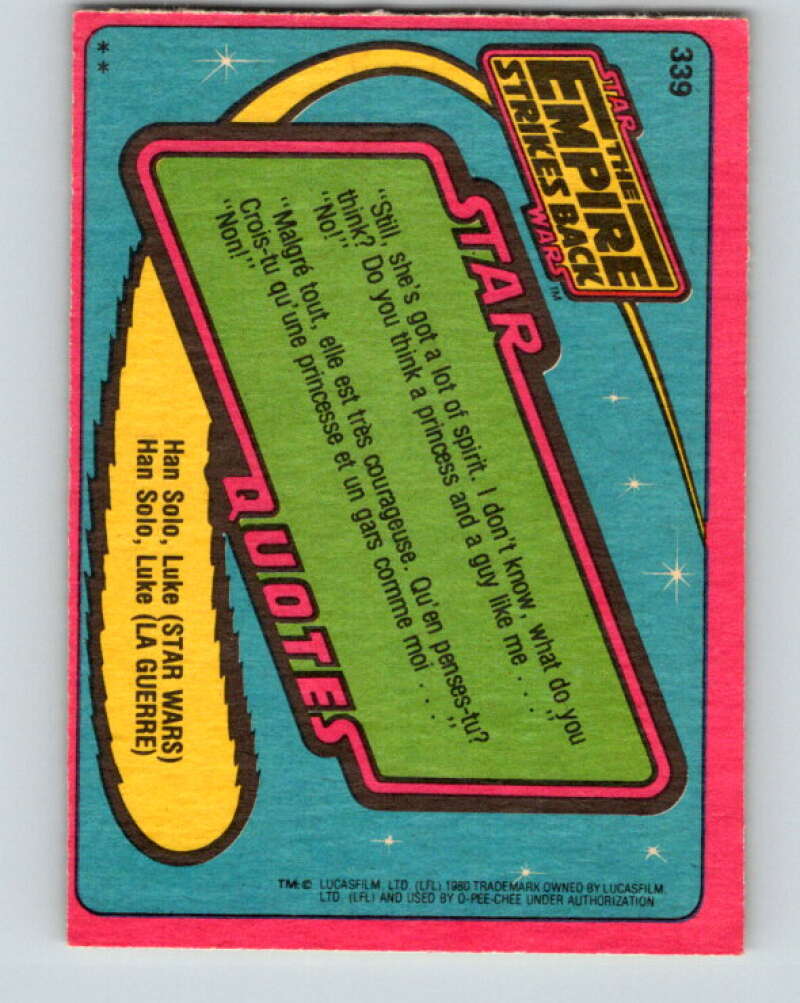 339
STAR
THE
EMPIRE
STRIKES BACK
WARS™
**
STAR
"Still, she's got a lot of spirit. I don't know, what do you
think? Do you think a princess and a guy like me . . ."
"No!"
"Malgré tout, elle est très courageuse. Qu'en penses-tu?
Crois-tu qu'une princesse et un gars comme moi . . ."
"Non!"
QUOTES
Han Solo, Luke (STAR WARS)
Han Solo, Luke (LA GUERRE)
TM: © LUCASFILM, LTD. (LFL) 1980 TRADEMARK OWNED BY LUCASFILM,
LTD. (LFL) AND USED BY O-PEE-CHEE UNDER AUTHORIZATION